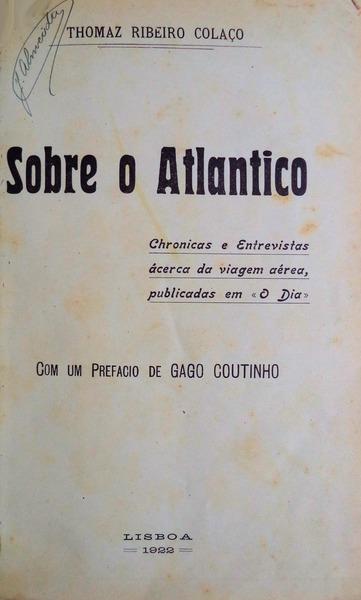 THOMAZ RIBEIRO COLAÇO
Sobre o Atlantico
Chronicas e Entrevistas
ácerca da viagem aérea,
publicadas em «O Dia»
COM UM PREFACIO DE GAGO COUTINHO
LISBOA
1922